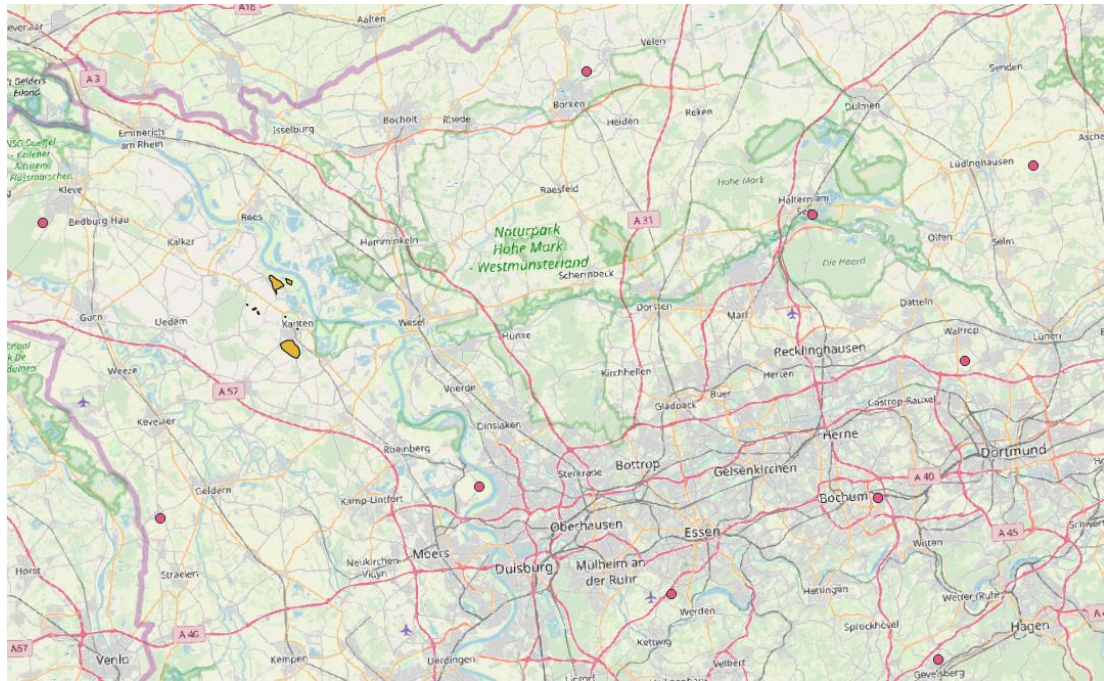 A18
Aalten
Velen
Senden
A 3
Borken
Dülmen
Emmerich
am Rhein
Isselburg
Bocholt
Rhede
Heiden
Reken
Lüdinghausen
Kleve
Raesfeld
Hohe Mark
Haltern am
See
Bedburg Hau
Rees
A 31
Kalkar
Hamminkeln
Naturpark
Hohe Mark
- Westmünsterland
Olfen
Selm
Die Haard
Schermbeck
Goch
Uedem
Xanten
Wesel
Dorsten
Marl
Datteln
Hünxe
Waltrop
Lünen
Weeze
Recklinghausen
Kirchhellen
Herten
A 57
Voerde
Buer
Gladbeck
Castrop-Rauxel
Kevelaer
Dinslaken
Herne
Dortmund
Rheinberg
Sterkrade
Bottrop
Gelsenkirchen
A 40
Geldern
Kamp-Lintfort
Bochum
Oberhausen
Essen
A 45
Moers
Witten
Horst
Straelen
Neukirchen-
Vluyn
Duisburg
Mülheim an
der Ruhr
Hattingen
Wetter (Ruhr)
Werden
Sprockhövel
Hagen
A 40
Kettwig
A67
Venlo
Kempen
Uerdingen
Velbert
Gevelsberg